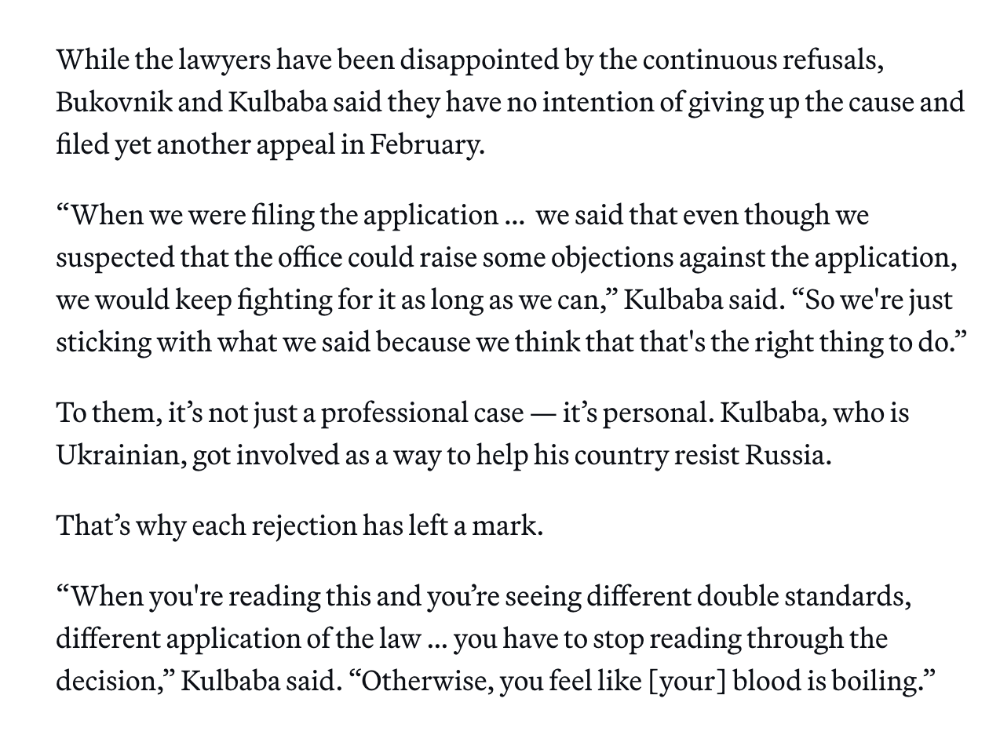 While the lawyers have been disappointed by the continuous refusals,
Bukovnik and Kulbaba said they have no intention of giving up the cause and
filed yet another appeal in February.
“When we were filing the application ...  we said that even though we
suspected that the office could raise some objections against the application,
we would keep fighting for it as long as we can,” Kulbaba said. “So we're just
sticking with what we said because we think that that's the right thing to do.”
To them, it’s not just a professional case — it’s personal. Kulbaba, who is
Ukrainian, got involved as a way to help his country resist Russia.
That’s why each rejection has left a mark.
“When you're reading this and you’re seeing different double standards,
different application of the law ... you have to stop reading through the
decision,” Kulbaba said. “Otherwise, you feel like [your] blood is boiling.”